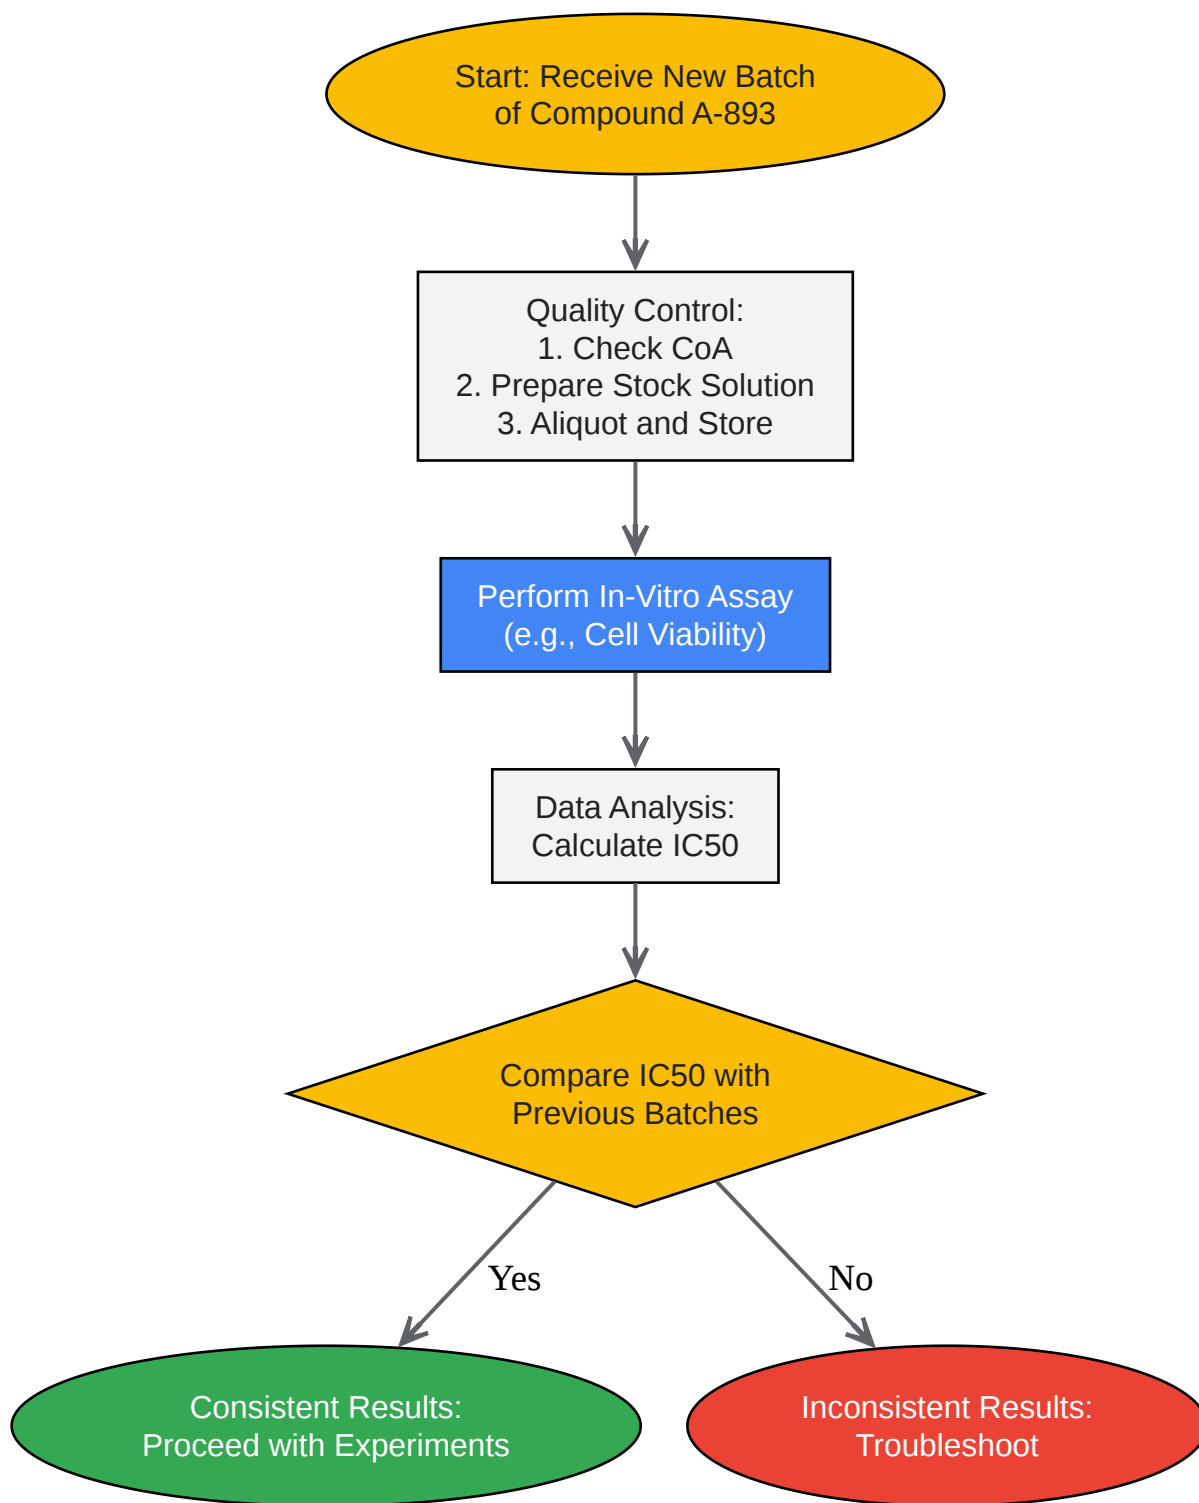 Start: Receive New Batch
of Compound A-893
Quality Control:
1. Check CoA
2. Prepare Stock Solution
3. Aliquot and Store
Perform In-Vitro Assay
(e.g., Cell Viability)
Data Analysis:
Calculate IC50
Compare IC50 with
Previous Batches
Yes
No
Consistent Results:
Proceed with Experiments
Inconsistent Results:
Troubleshoot